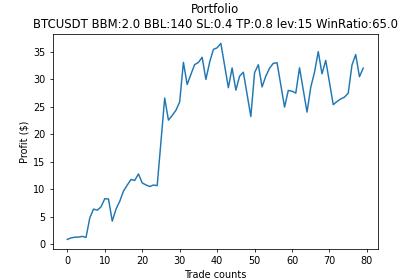 Portfolio
BTCUSDT BBM:2.0 BBL:140 SL:0.4 TP:0.8 lev:15 WinRatio:65.0
Profit ($)
35
30
25
20
15
10
5
0
0 10 20 30 40 50 60 70 80
Trade counts